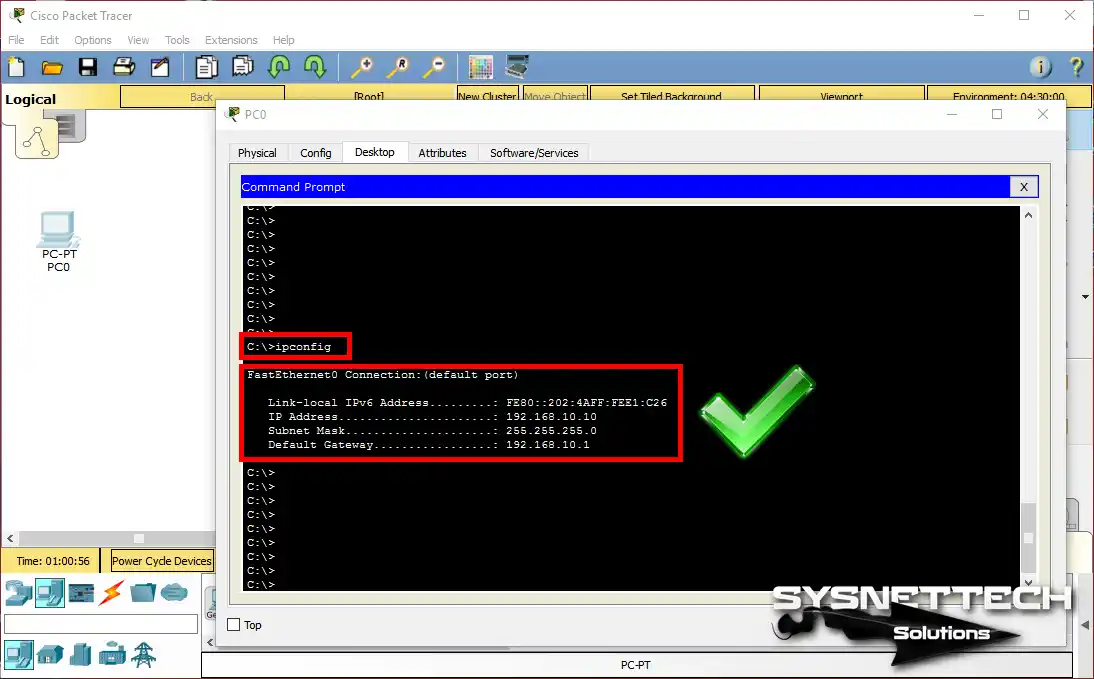 Cisco Packet Tracer
File Edit Options View Tools Extensions Help
Logical
Back
[Root]
New Cluster
Move Object
Set Tiled Background
Viewport
Environment: 04:30:00
PC0
Physical Config Desktop Attributes Software/Services
Command Prompt
X
C:\>
C:\>
C:\>
C:\>
C:\>
C:\>
C:\>
C:\>
C:\>
C:\>
C:\>ipconfig
FastEthernet0 Connection:(default port)
Link-local IPv6 Address.........: FE80::202:4AFF:FEE1:C26
IP Address......................: 192.168.10.10
Subnet Mask.....................: 255.255.255.0
Default Gateway.................: 192.168.10.1
C:\>
C:\>
C:\>
C:\>
C:\>
C:\>
C:\>
C:\>
C:\>
PC-PT
PC0
Time: 01:00:56
Power Cycle Devices
Top
PC-PT
SYSNETTECH
Solutions